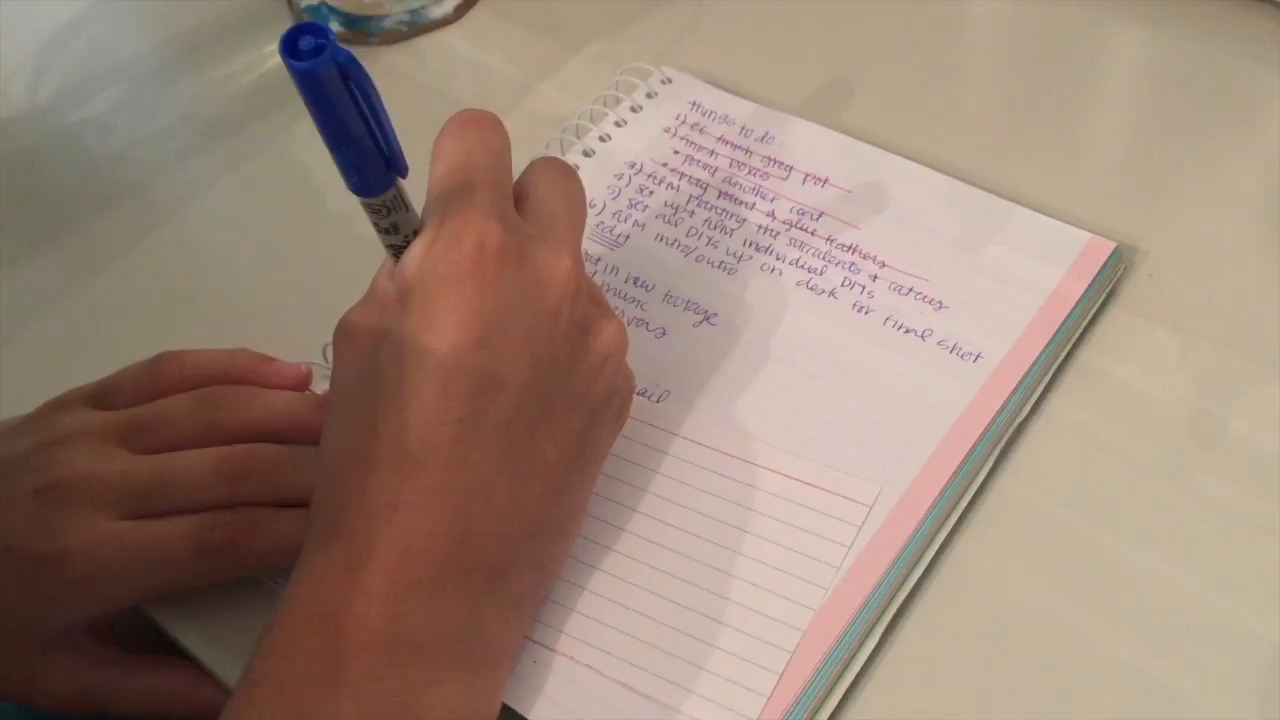 things to do:
1) finish grey pot
2) finish boxes
• paint another coat
• spray paint & glue feathers
3) film planting the succulents & cactus
4) set up & film individual DIYs
5) set all DIYs up on desk for final shot
6) film intro/outro
edit
put in new footage
music